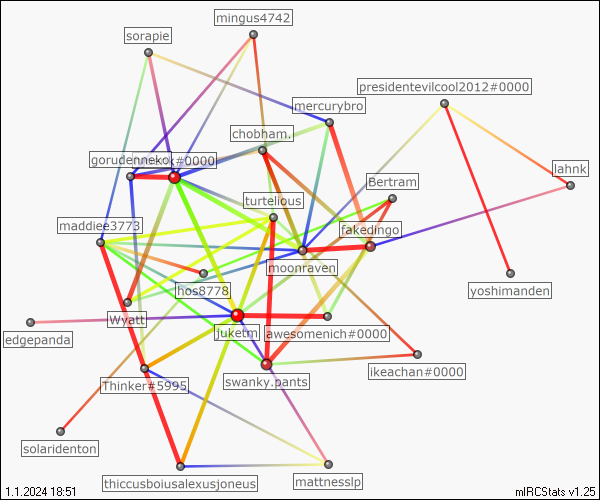 mingus4742
sorapie
presidentevilcool2012#0000
mercurybro
chobham.
gorudenneko
#0000
lahnk
Bertram
turtelious
maddiee3773
fakedingo
moonraven
hos8778
yoshimanden
Wyatt
juketm
awesomenich#0000
edgepanda
ikeachan#0000
Thinker#5995
swanky.pants
solaridenton
thiccusboiusalexusjoneus
mattnesslp
1.1.2024 18:51
mIRCStats v1.25